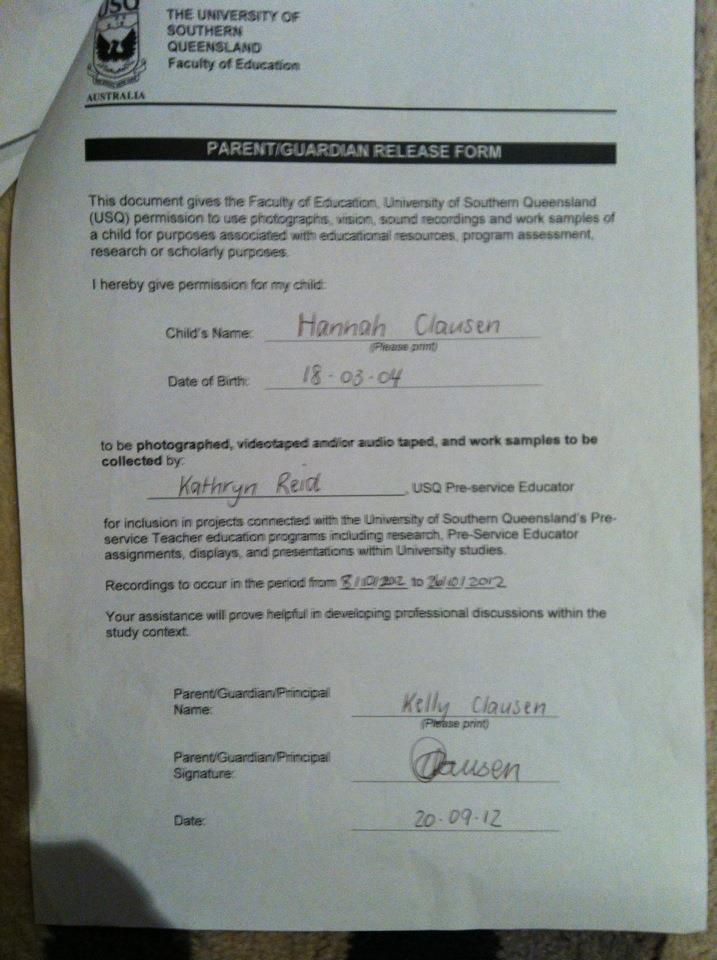 USQ
AUSTRALIA
THE UNIVERSITY OF
SOUTHERN
QUEENSLAND
Faculty of Education
PARENT/GUARDIAN RELEASE FORM
This document gives the Faculty of Education, University of Southern Queensland
(USQ) permission to use photographs, vision, sound recordings and work samples of
a child for purposes associated with educational resources, program assessment,
research or scholarly purposes.
I hereby give permission for my child:
Child's Name: Hannah Clausen
(Please print)
Date of Birth: 18-03-04
to be photographed, videotaped and/or audio taped, and work samples to be
collected by:
Kathryn Reid, USQ Pre-service Educator
for inclusion in projects connected with the University of Southern Queensland's Pre-
service Teacher education programs including research, Pre-Service Educator
assignments, displays, and presentations within University studies.
Recordings to occur in the period from 8/10/2012 to 26/10/2012
Your assistance will prove helpful in developing professional discussions within the
study context.
Parent/Guardian/Principal
Name: Kelly Clausen
(Please print)
Parent/Guardian/Principal
Signature: Clausen
Date: 20-09-12